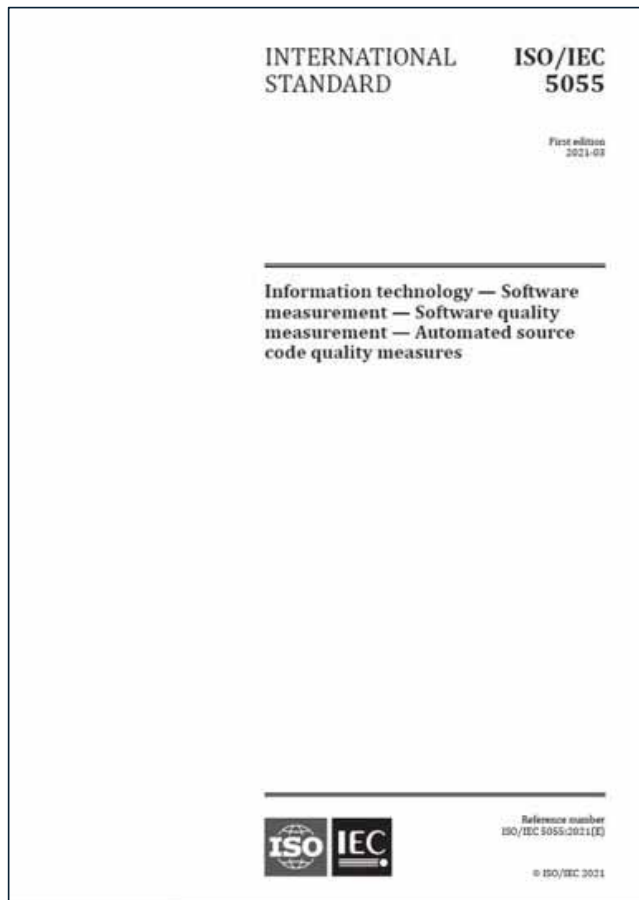 INTERNATIONAL STANDARD
ISO/IEC 5055
First edition
2021-03
Information technology — Software
measurement — Software quality
measurement — Automated source
code quality measures
ISO
IEC
Reference number
ISO/IEC 5055:2021(E)
© ISO/IEC 2021